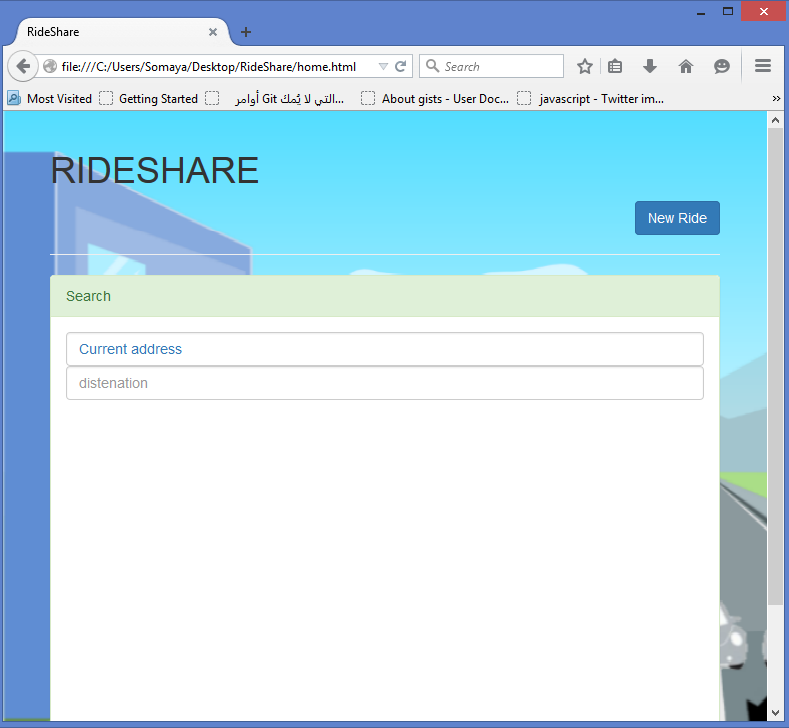 RideShare
file:///C:/Users/Somaya/Desktop/RideShare/home.html
Search
Most Visited
Getting Started
أوامر Git التي لا يُمك...
About gists - User Doc...
javascript - Twitter im...
RIDESHARE
New Ride
Search
Current address
distenation